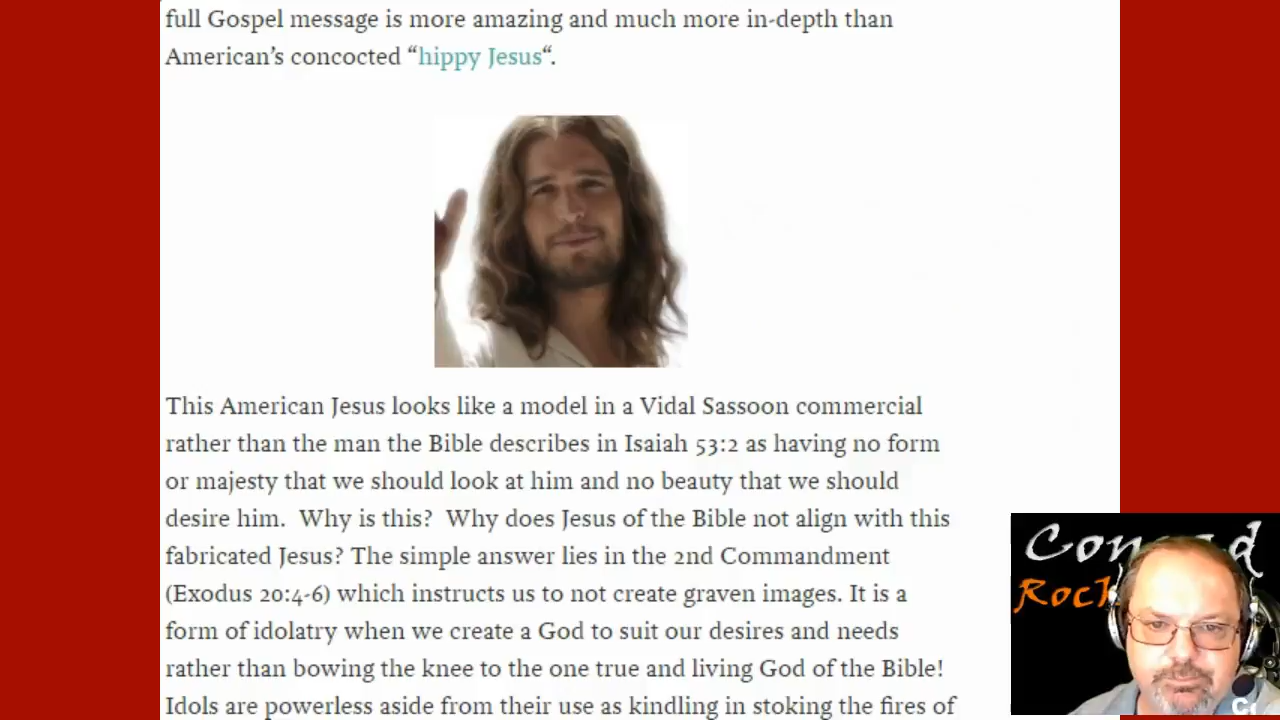 full Gospel message is more amazing and much more in-depth than
American’s concocted “hippy Jesus“.
This American Jesus looks like a model in a Vidal Sassoon commercial
rather than the man the Bible describes in Isaiah 53:2 as having no form
or majesty that we should look at him and no beauty that we should
desire him.  Why is this?  Why does Jesus of the Bible not align with this
fabricated Jesus? The simple answer lies in the 2nd Commandment
(Exodus 20:4-6) which instructs us to not create graven images. It is a
form of idolatry when we create a God to suit our desires and needs
rather than bowing the knee to the one true and living God of the Bible!
Idols are powerless aside from their use as kindling in stoking the fires of